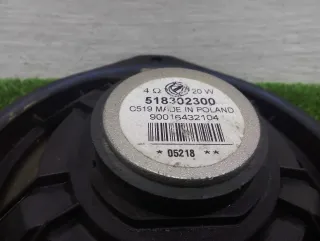 4 Ω 20 W
518302300
C519 MADE IN POLAND
90016432104
* 05218 **